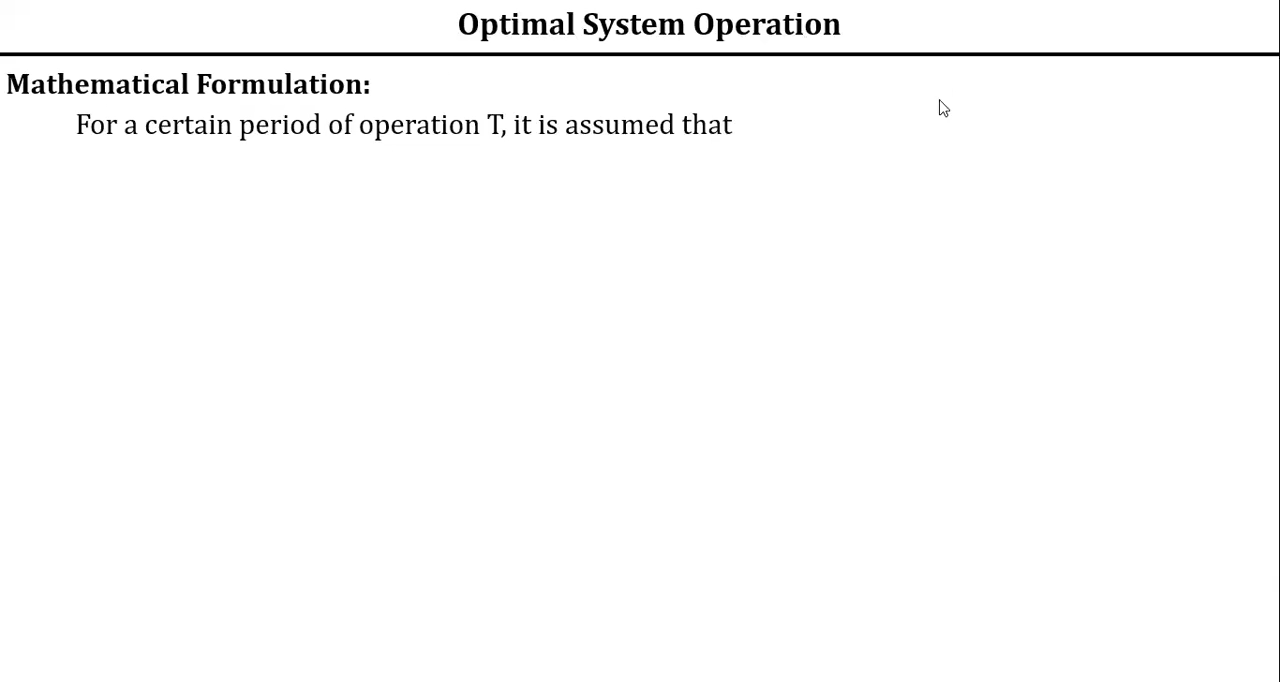 Optimal System Operation
Mathematical Formulation:
For a certain period of operation T, it is assumed that